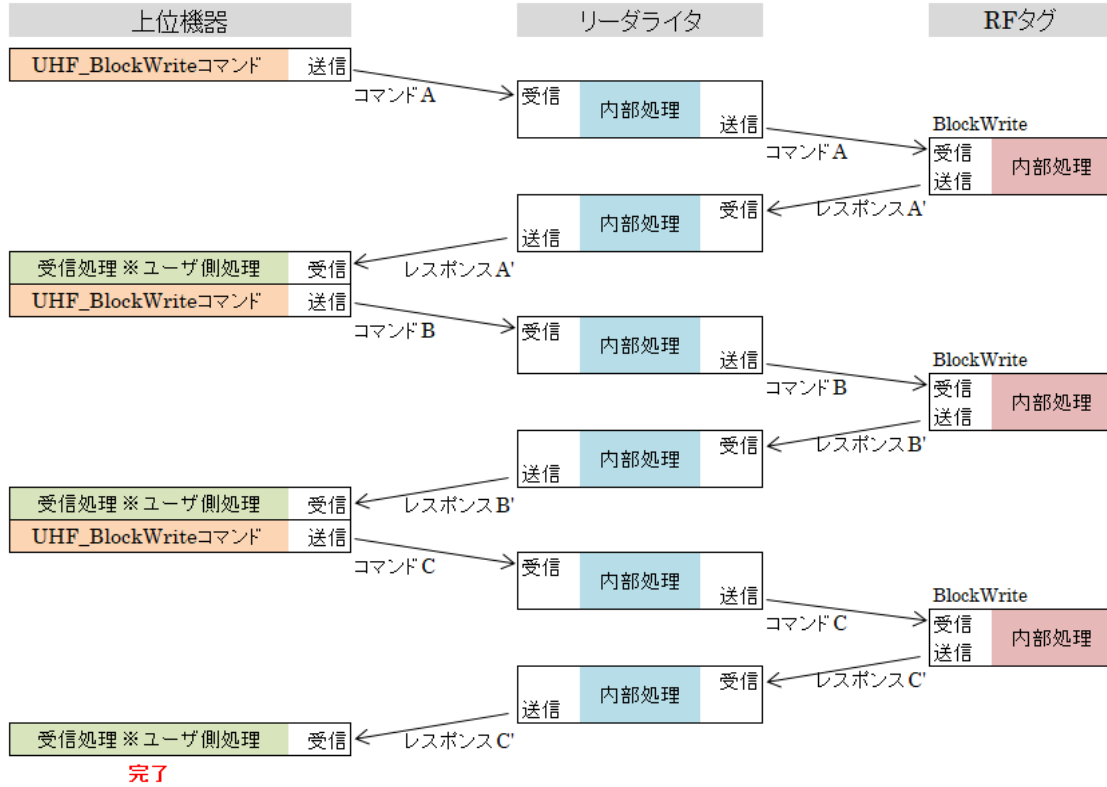 上位機器 リーダライタ RFタグ
UHF_BlockWriteコマンド 送信
コマンドA
受信 内部処理 送信
コマンドA
BlockWrite
受信 内部処理
送信
レスポンスA'
受信 内部処理 送信
レスポンスA'
受信処理※ユーザ側処理 受信
UHF_BlockWriteコマンド 送信
コマンドB
受信 内部処理 送信
コマンドB
BlockWrite
受信 内部処理
送信
レスポンスB'
受信 内部処理 送信
レスポンスB'
受信処理※ユーザ側処理 受信
UHF_BlockWriteコマンド 送信
コマンドC
受信 内部処理 送信
コマンドC
BlockWrite
受信 内部処理
送信
レスポンスC'
受信 内部処理 送信
レスポンスC'
受信処理※ユーザ側処理 受信
完了